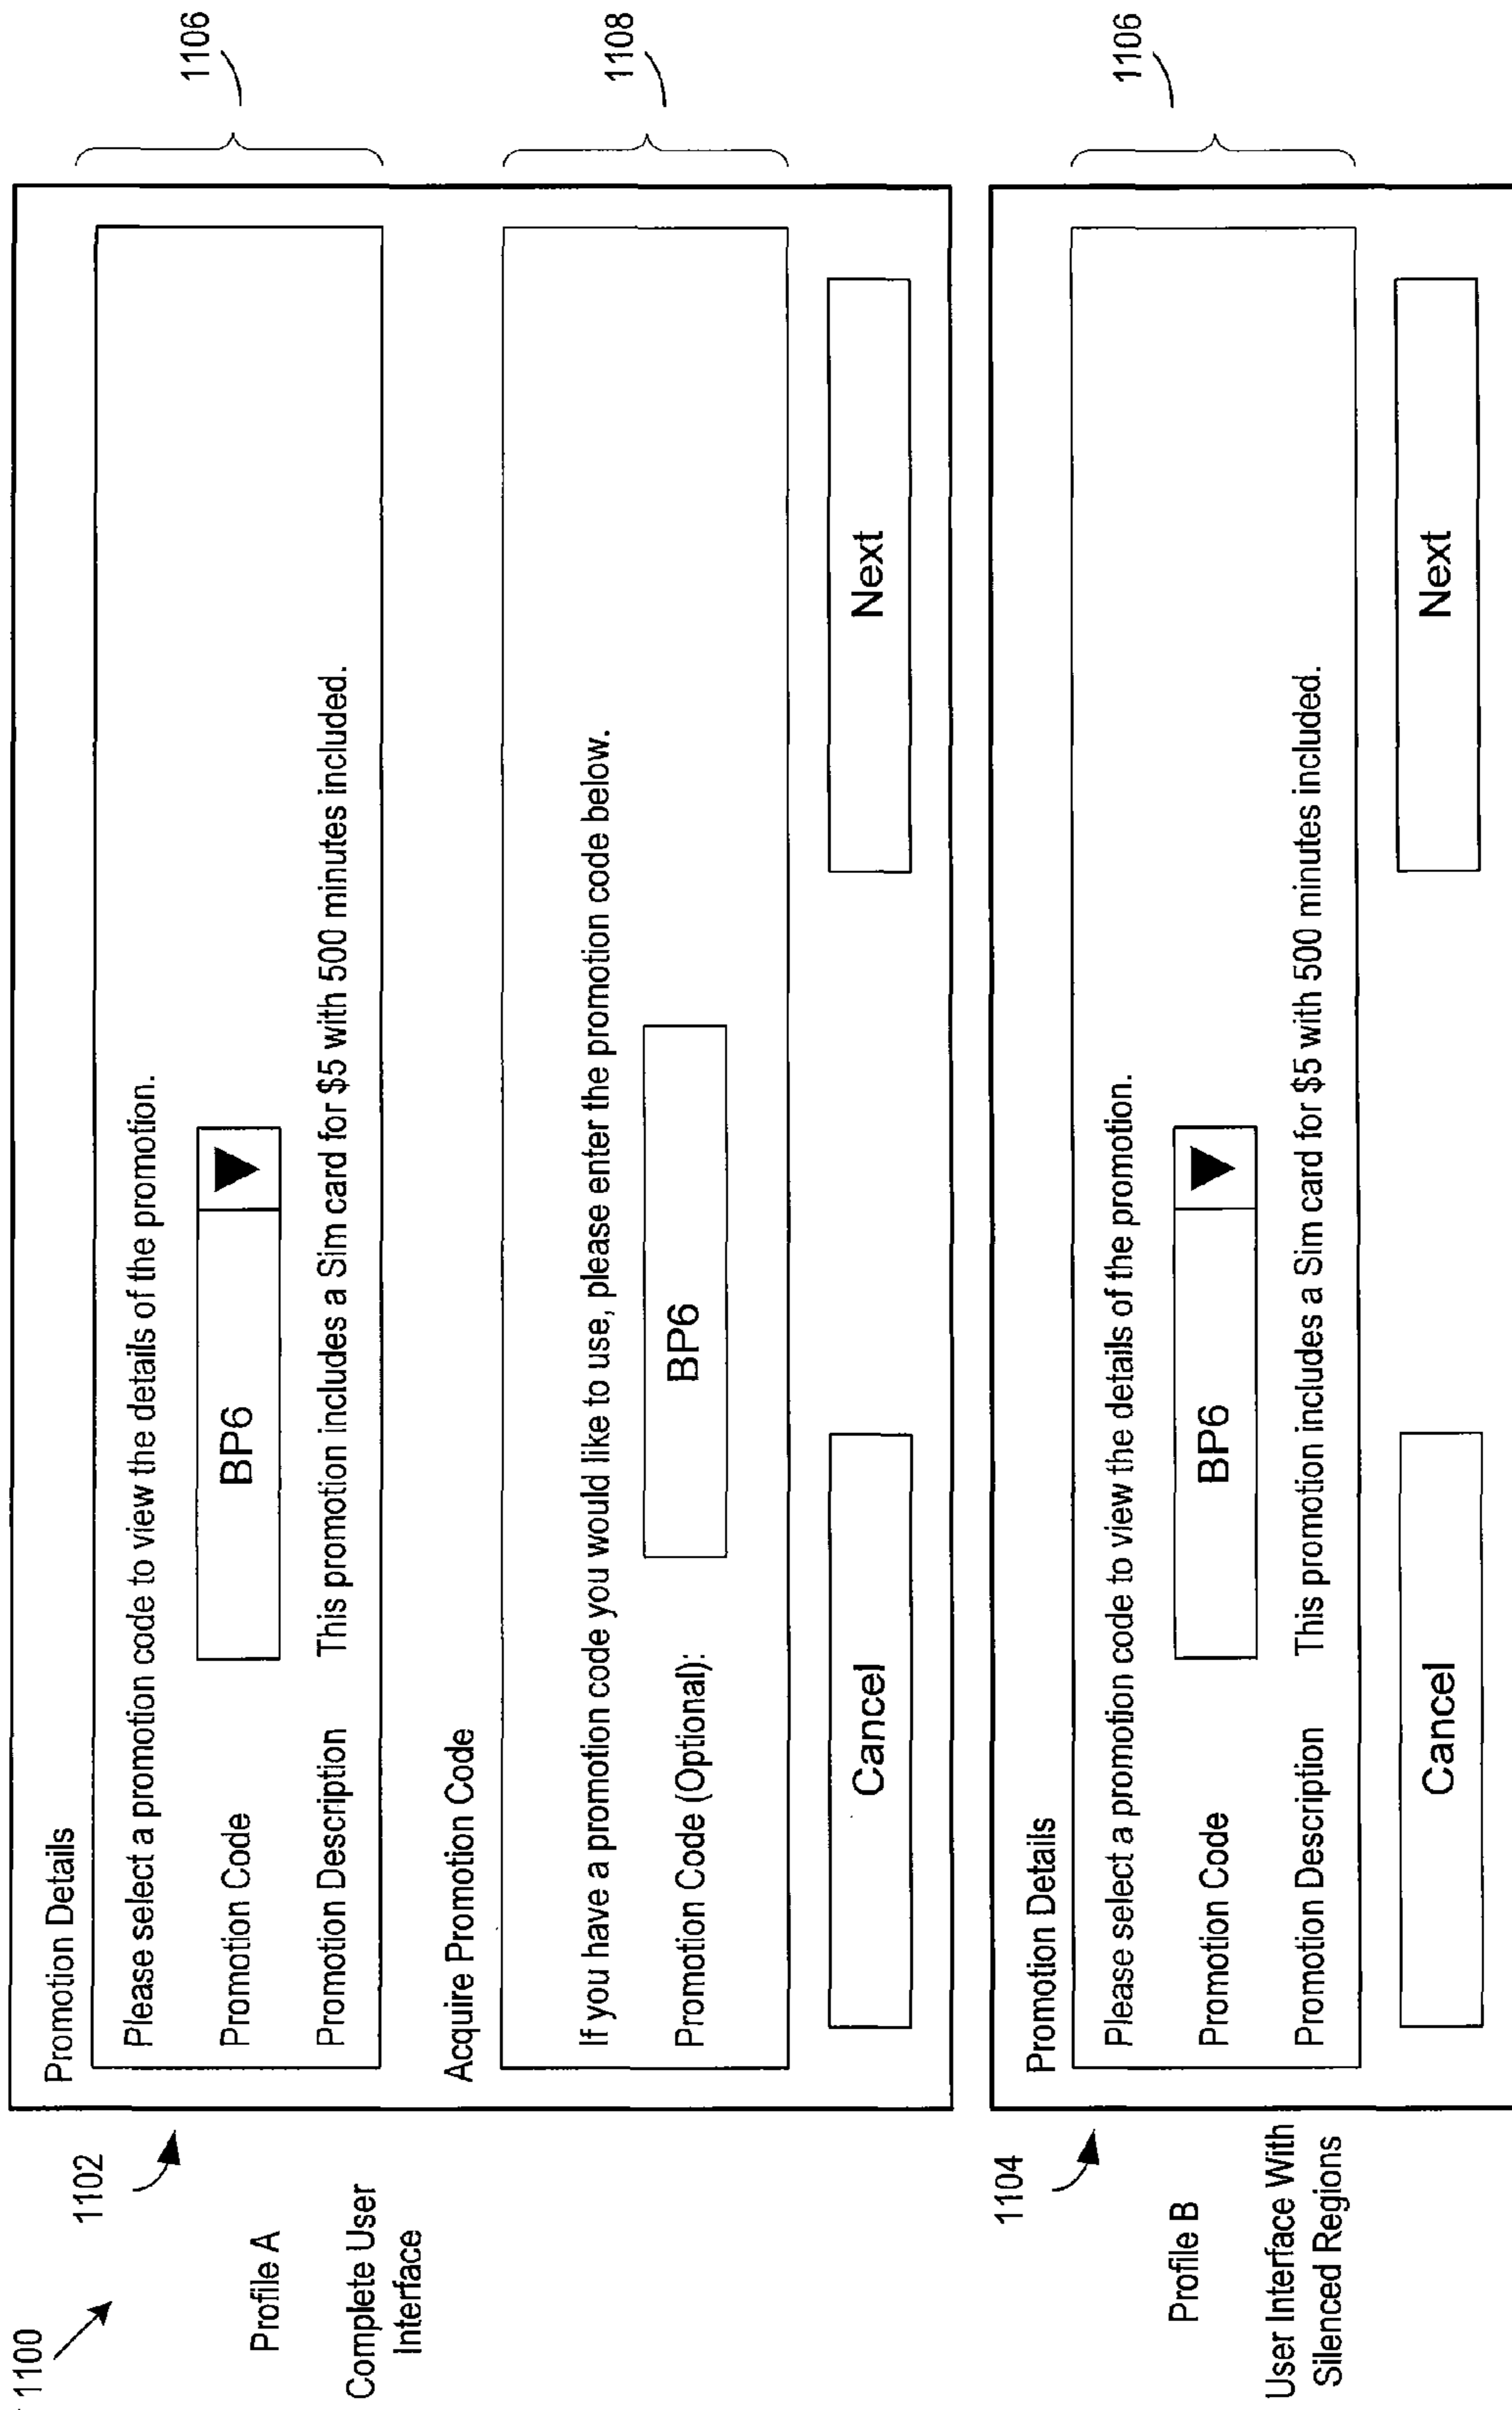 1100
1102
Profile A
Complete User
Interface
Promotion Details
Please select a promotion code to view the details of the promotion.
Promotion Code
BP6
Promotion Description
This promotion includes a Sim card for $5 with 500 minutes included.
1106
Acquire Promotion Code
If you have a promotion code you would like to use, please enter the promotion code below.
Promotion Code (Optional):
BP6
1108
Cancel
Next
1104
Profile B
User Interface With
Silenced Regions
Promotion Details
Please select a promotion code to view the details of the promotion.
Promotion Code
BP6
Promotion Description
This promotion includes a Sim card for $5 with 500 minutes included.
1106
Cancel
Next